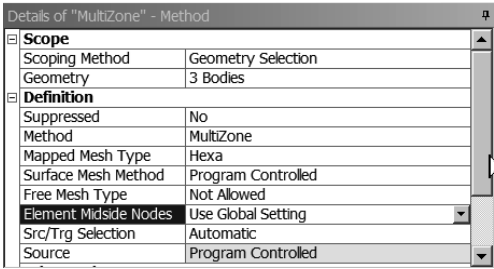 Details of "MultiZone" - Method
Scope
Scoping Method Geometry Selection
Geometry 3 Bodies
Definition
Suppressed No
Method MultiZone
Mapped Mesh Type Hexa
Surface Mesh Method Program Controlled
Free Mesh Type Not Allowed
Element Midside Nodes Use Global Setting
Src/Trg Selection Automatic
Source Program Controlled